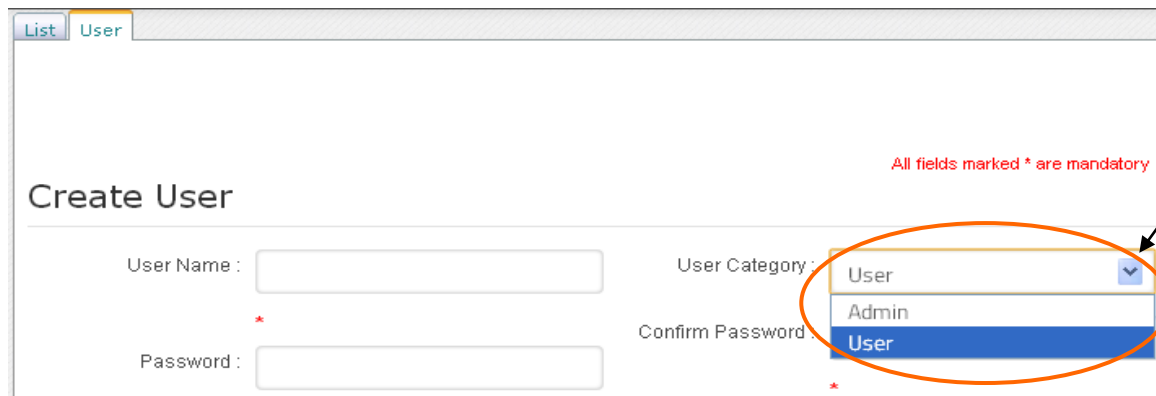 List User
All fields marked * are mandatory
Create User
User Name :
User Category :
User
*
Admin
Confirm Password :
User
Password :
*